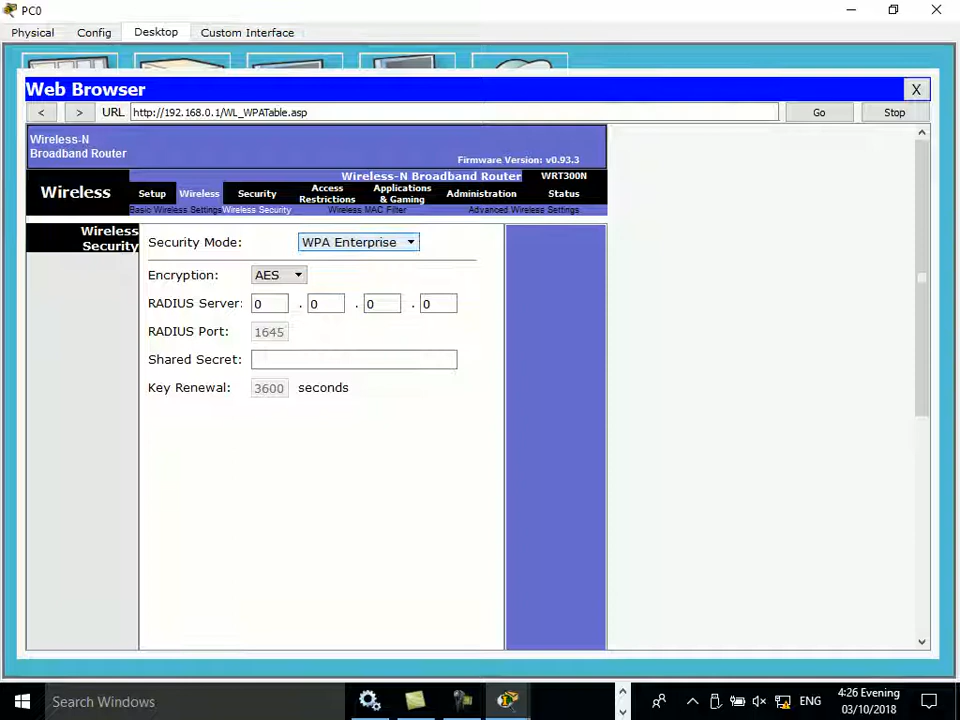 PC0
Physical Config Desktop Custom Interface
Web Browser X
< > URL http://192.168.0.1/WL_WPATable.asp Go Stop
Wireless-N
Broadband Router
Firmware Version: v0.93.3
Wireless-N Broadband Router WRT300N
Wireless Setup Wireless Security Access Restrictions Applications & Gaming Administration Status
Basic Wireless Settings Wireless Security Wireless MAC Filter Advanced Wireless Settings
Wireless
Security
Security Mode: WPA Enterprise
Encryption: AES
RADIUS Server: 0 . 0 . 0 . 0
RADIUS Port: 1645
Shared Secret:
Key Renewal: 3600 seconds
Search Windows
ENG
4:26 Evening
03/10/2018